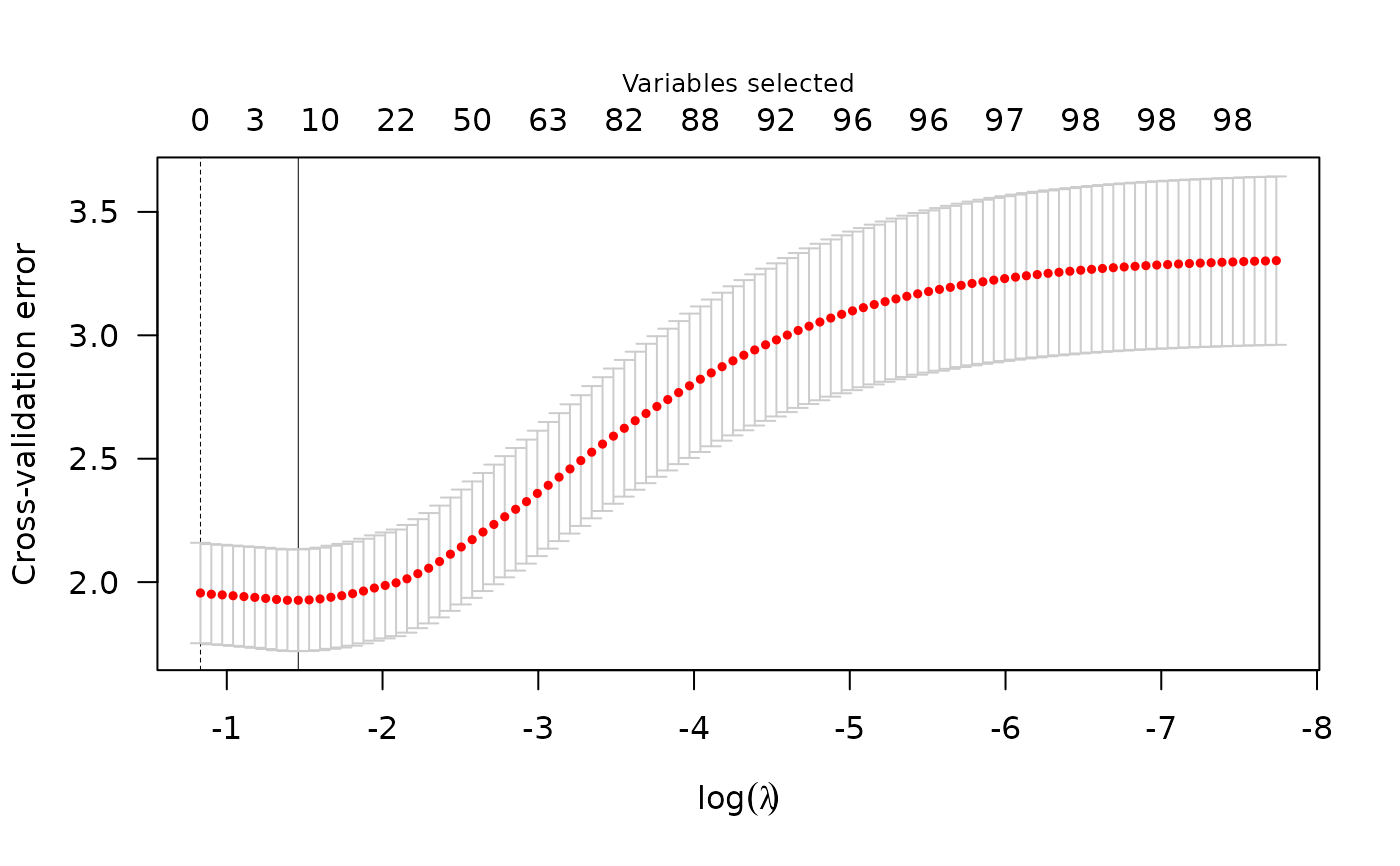 Variables selected
0 3 10 22 50 63 82 88 92 96 96 97 98 98 98
3.5
3.0
2.5
2.0
Cross-validation error
-1 -2 -3 -4 -5 -6 -7 -8
log(λ)